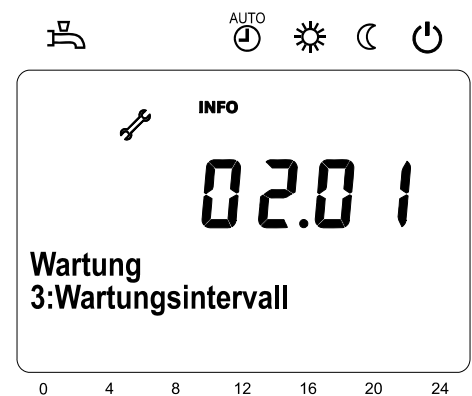 AUTO
INFO
02.01
Wartung
3:Wartungsintervall
0 4 8 12 16 20 24